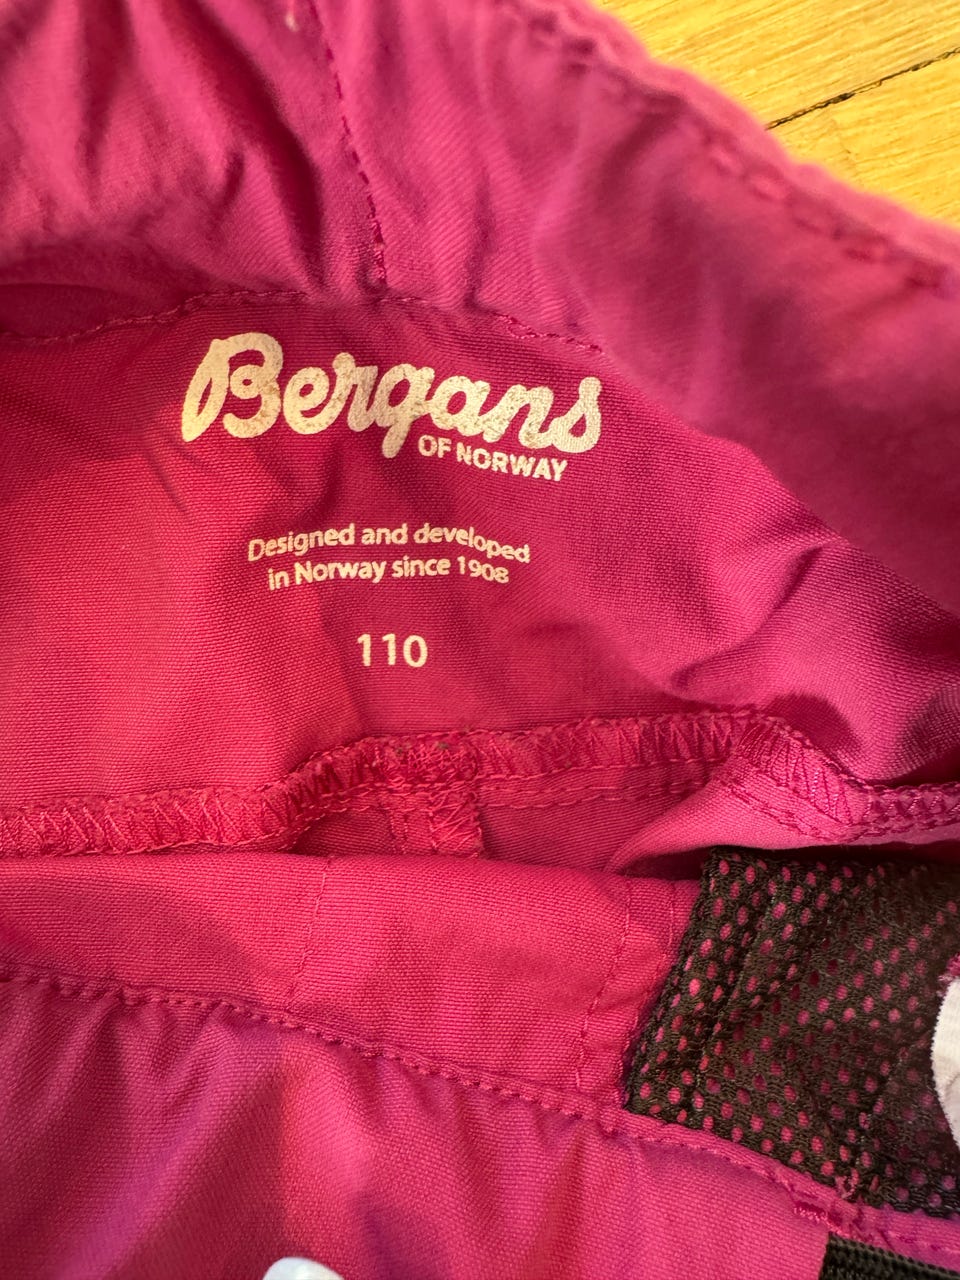 Bergans
OF NORWAY
Designed and developed
in Norway since 1908
110